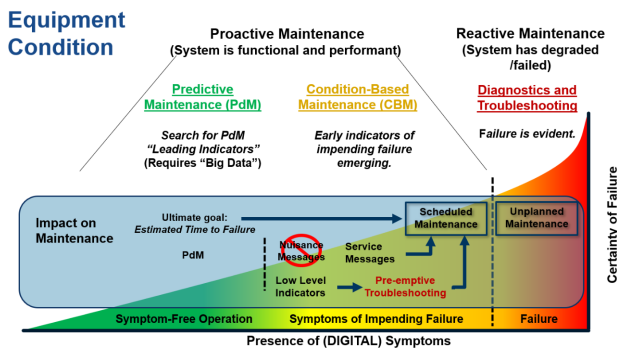 Equipment
Condition
Proactive Maintenance
(System is functional and performant)
Reactive Maintenance
(System has degraded
/failed)
Predictive
Maintenance (PdM)
Condition-Based
Maintenance (CBM)
Diagnostics and
Troubleshooting
Search for PdM
"Leading Indicators"
(Requires "Big Data")
Early indicators of
impending failure
emerging.
Failure is evident.
Impact on
Maintenance
Ultimate goal:
Estimated Time to Failure
Scheduled
Maintenance
Unplanned
Maintenance
PdM
Nuisance
Messages
Service
Messages
Low Level
Indicators
Pre-emptive
Troubleshooting
Symptom-Free Operation
Symptoms of Impending Failure
Failure
Presence of (DIGITAL) Symptoms
Certainty of Failure